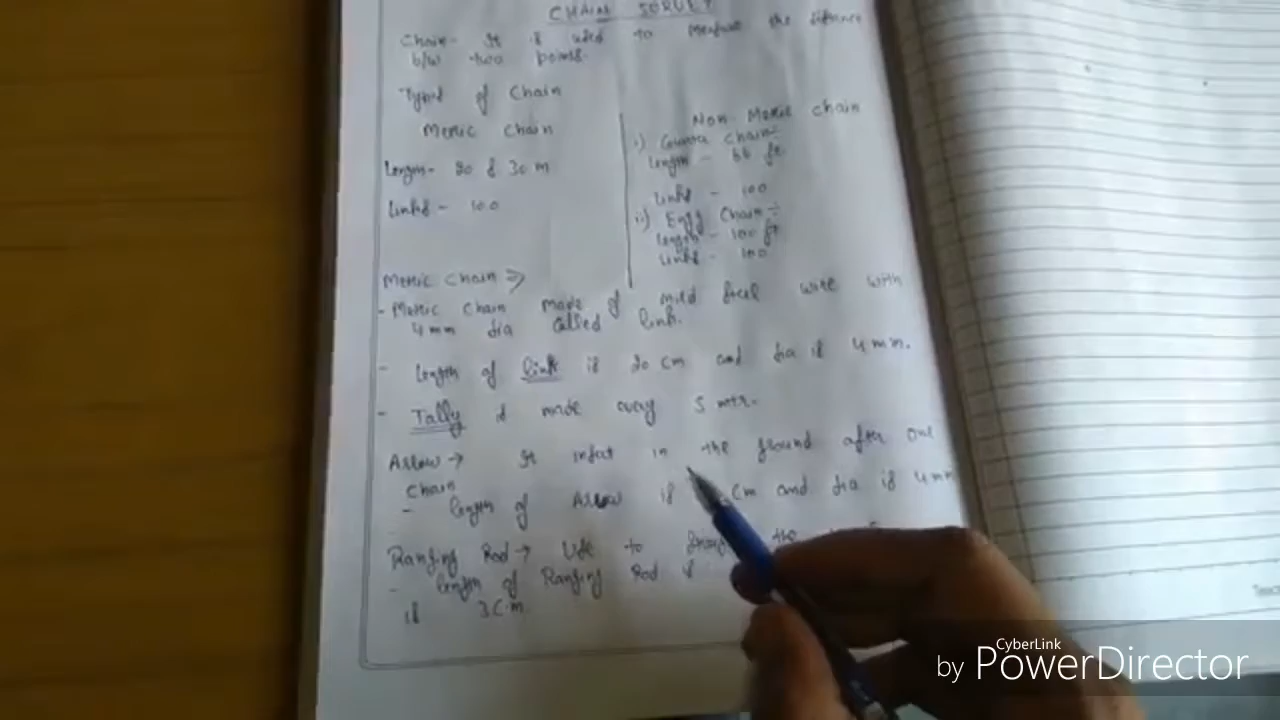 CHAIN SURVEY
Chain- It is used to measure the distance
b/w two points.
Types of Chain
Metric Chain
Length- 20 & 30 m
Links - 100
Non Metric Chain
i) Gunter Chain:-
Length - 66 ft
Links - 100
ii) Engg Chain :-
Length - 100 ft
Links - 100
Metric Chain ⇒
- Metric Chain made of mild steel wire with
4 mm dia called link.
- Length of link is 20 cm and dia is 4 mm.
- Tally is made every 5 mtr.
Arrow → It in the ground after one
Chain
- Length of Arrow is cm and dia is 4 mm
Ranging Rod → Use to the
- Length of Ranging Rod
is 3 C.m
CyberLink
by PowerDirector